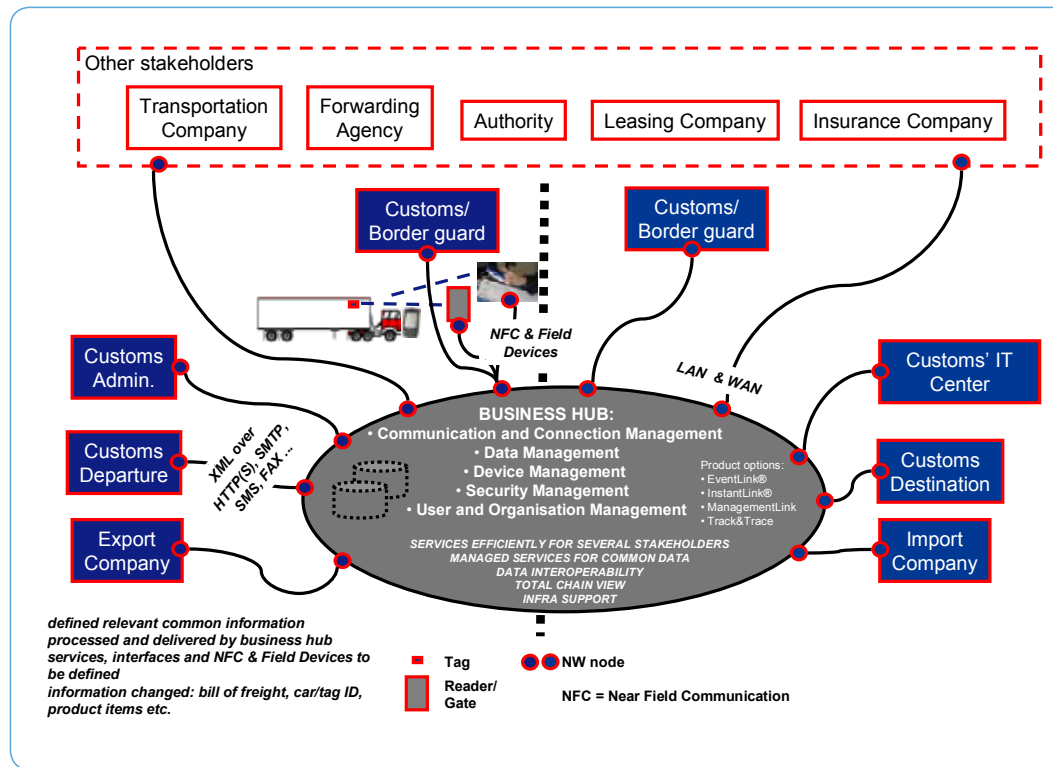 Other stakeholders
Transportation
Company
Forwarding
Agency
Authority
Leasing Company
Insurance Company
Customs/
Border guard
Customs/
Border guard
NFC & Field
Devices
LAN & WAN
Customs
Admin.
Customs' IT
Center
Customs
Departure
XML over
HTTP(S), SMTP,
SMS, FAX ...
Customs
Destination
Export
Company
Import
Company
BUSINESS HUB:
• Communication and Connection Management
• Data Management
• Device Management
• Security Management
• User and Organisation Management
Product options:
• EventLink®
• InstantLink®
• ManagementLink
• Track&Trace
SERVICES EFFICIENTLY FOR SEVERAL STAKEHOLDERS
MANAGED SERVICES FOR COMMON DATA
DATA INTEROPERABILITY
TOTAL CHAIN VIEW
INFRA SUPPORT
defined relevant common information
processed and delivered by business hub
services, interfaces and NFC & Field Devices to
be defined
information changed: bill of freight, car/tag ID,
product items etc.
Tag
NW node
Reader/
Gate
NFC = Near Field Communication